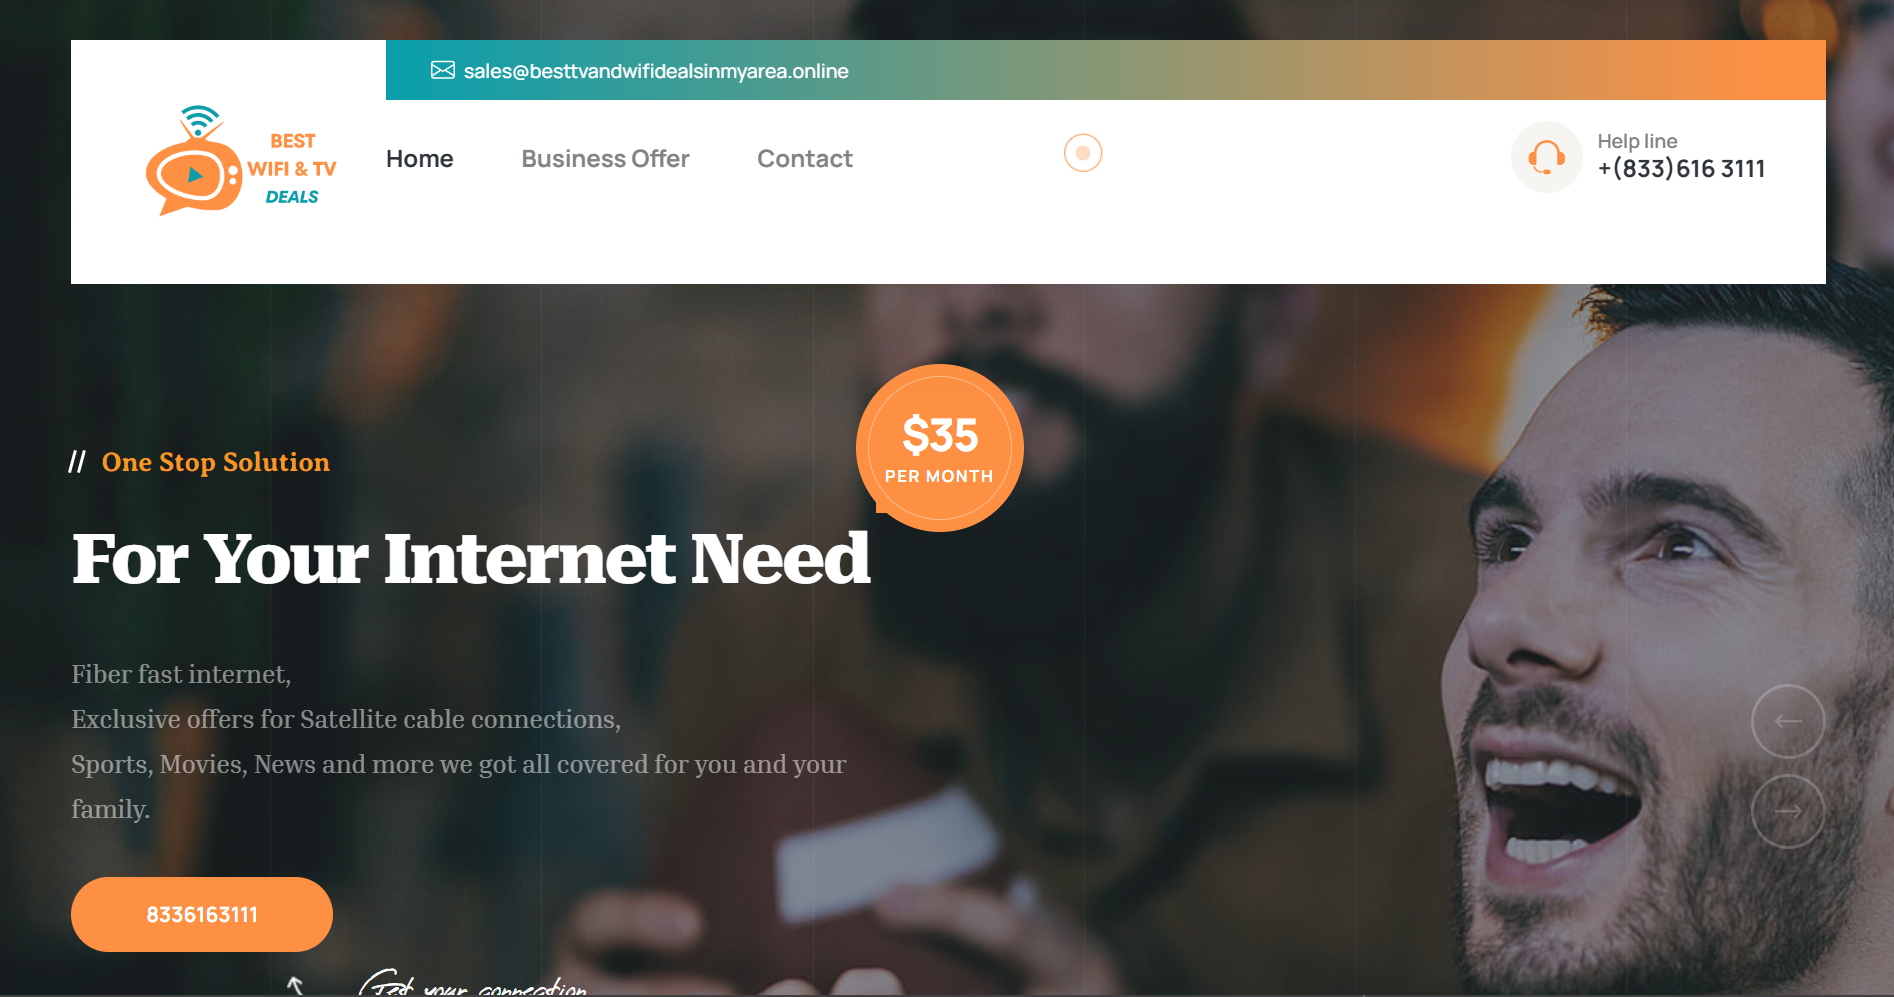 sales@besttvandwifidealsinmyarea.online
BEST
WIFI & TV
DEALS
Home
Business Offer
Contact
Help line
+(833)616 3111
$35
PER MONTH
// One Stop Solution
For Your Internet Need
Fiber fast internet,
Exclusive offers for Satellite cable connections,
Sports, Movies, News and more we got all covered for you and your
family.
8336163111
your connection